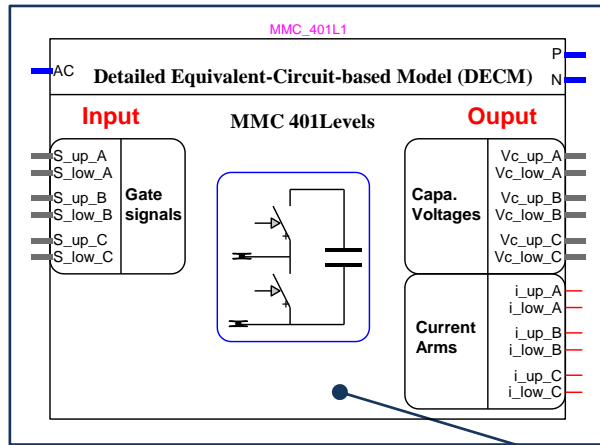 MMC_401L1
P
AC
Detailed Equivalent-Circuit-based Model (DECM)
N
Input
MMC 401Levels
Ouput
S_up_A
S_low_A
S_up_B
S_low_B
S_up_C
S_low_C
Gate
signals
Capa.
Voltages
Vc_up_A
Vc_low_A
Vc_up_B
Vc_low_B
Vc_up_C
Vc_low_C
+
+
Current
Arms
i_up_A
i_low_A
i_up_B
i_low_B
i_up_C
i_low_C